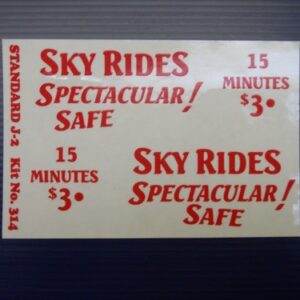 STANDARD J-2 KIT No. 314
SKY RIDES
SPECTACULAR!
SAFE
15
MINUTES
$3•
15
MINUTES
$3•
SKY RIDES
SPECTACULAR!
SAFE